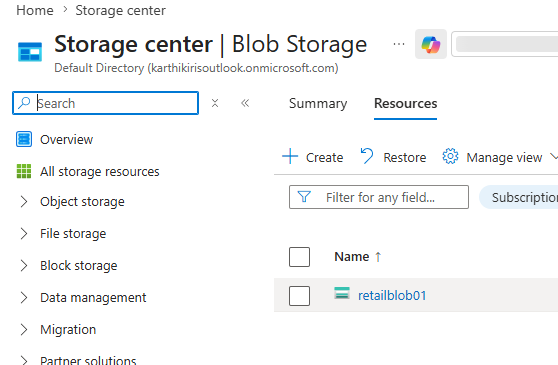 Home > Storage center >
Storage center | Blob Storage ...
Default Directory (karthikirisoutlook.onmicrosoft.com)
Search
Summary Resources
Overview
All storage resources
Object storage
File storage
Block storage
Data management
Migration
Partner solutions
Create Restore Manage view
Filter for any field...
Subscription
Name ↑
retailblob01